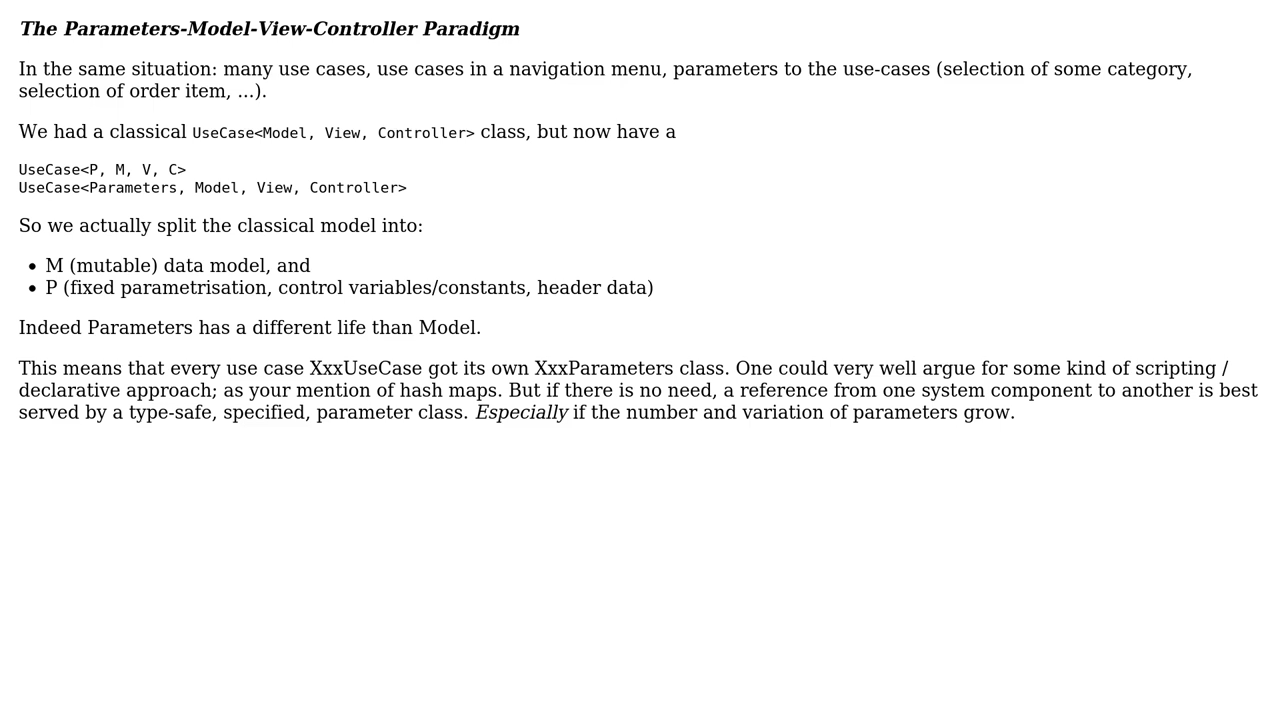 The Parameters-Model-View-Controller Paradigm
In the same situation: many use cases, use cases in a navigation menu, parameters to the use-cases (selection of some category,
selection of order item, ...).
We had a classical UseCase<Model, View, Controller> class, but now have a
UseCase<P, M, V, C>
UseCase<Parameters, Model, View, Controller>
So we actually split the classical model into:
• M (mutable) data model, and
• P (fixed parametrisation, control variables/constants, header data)
Indeed Parameters has a different life than Model.
This means that every use case XxxUseCase got its own XxxParameters class. One could very well argue for some kind of scripting /
declarative approach; as your mention of hash maps. But if there is no need, a reference from one system component to another is best
served by a type-safe, specified, parameter class. Especially if the number and variation of parameters grow.